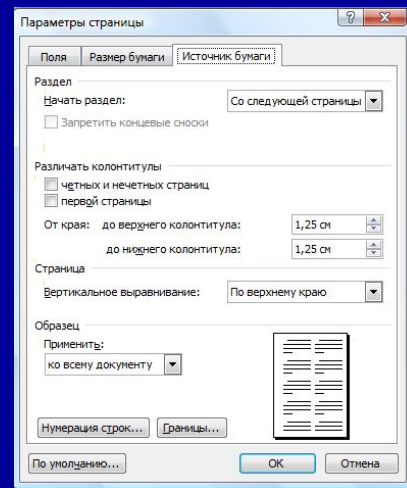 Параметры страницы
Поля Размер бумаги Источник бумаги
Раздел
Начать раздел: Со следующей страницы
Запретить концевые сноски
Различать колонтитулы
четных и нечетных страниц
первой страницы
От края: до верхнего колонтитула: 1,25 см
до нижнего колонтитула: 1,25 см
Страница
Вертикальное выравнивание: По верхнему краю
Образец
Применить:
ко всему документу
Нумерация строк... Границы...
По умолчанию... ОК Отмена